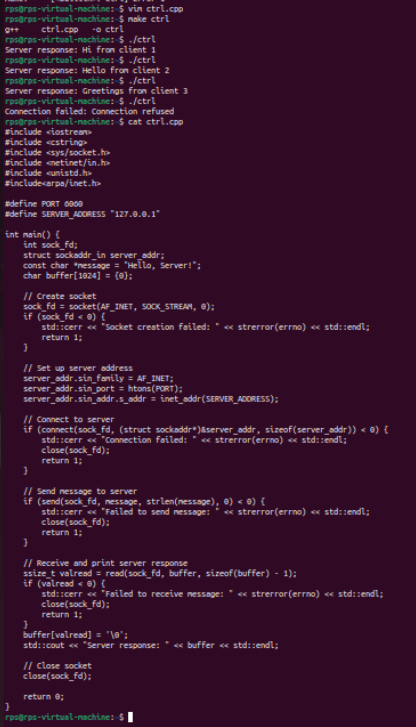 rps@rps-virtual-machine:~$ vim ctrl.cpp
rps@rps-virtual-machine:~$ make ctrl
g++     ctrl.cpp   -o ctrl
rps@rps-virtual-machine:~$ ./ctrl
Server response: Hi from client 1
rps@rps-virtual-machine:~$ ./ctrl
Server response: Hello from client 2
rps@rps-virtual-machine:~$ ./ctrl
Server response: Greetings from client 3
rps@rps-virtual-machine:~$ ./ctrl
Connection failed: Connection refused
rps@rps-virtual-machine:~$ cat ctrl.cpp
#include <iostream>
#include <cstring>
#include <sys/socket.h>
#include <netinet/in.h>
#include <unistd.h>
#include<arpa/inet.h>

#define PORT 6060
#define SERVER_ADDRESS "127.0.0.1"

int main() {
    int sock_fd;
    struct sockaddr_in server_addr;
    const char *message = "Hello, Server!";
    char buffer[1024] = {0};

    // Create socket
    sock_fd = socket(AF_INET, SOCK_STREAM, 0);
    if (sock_fd < 0) {
        std::cerr << "Socket creation failed: " << strerror(errno) << std::endl;
        return 1;
    }

    // Set up server address
    server_addr.sin_family = AF_INET;
    server_addr.sin_port = htons(PORT);
    server_addr.sin_addr.s_addr = inet_addr(SERVER_ADDRESS);

    // Connect to server
    if (connect(sock_fd, (struct sockaddr*)&server_addr, sizeof(server_addr)) < 0) {
        std::cerr << "Connection failed: " << strerror(errno) << std::endl;
        close(sock_fd);
        return 1;
    }

    // Send message to server
    if (send(sock_fd, message, strlen(message), 0) < 0) {
        std::cerr << "Failed to send message: " << strerror(errno) << std::endl;
        close(sock_fd);
        return 1;
    }

    // Receive and print server response
    ssize_t valread = read(sock_fd, buffer, sizeof(buffer) - 1);
    if (valread < 0) {
        std::cerr << "Failed to receive message: " << strerror(errno) << std::endl;
        close(sock_fd);
        return 1;
    }
    buffer[valread] = '\0';
    std::cout << "Server response: " << buffer << std::endl;

    // Close socket
    close(sock_fd);

    return 0;
}
rps@rps-virtual-machine:~$